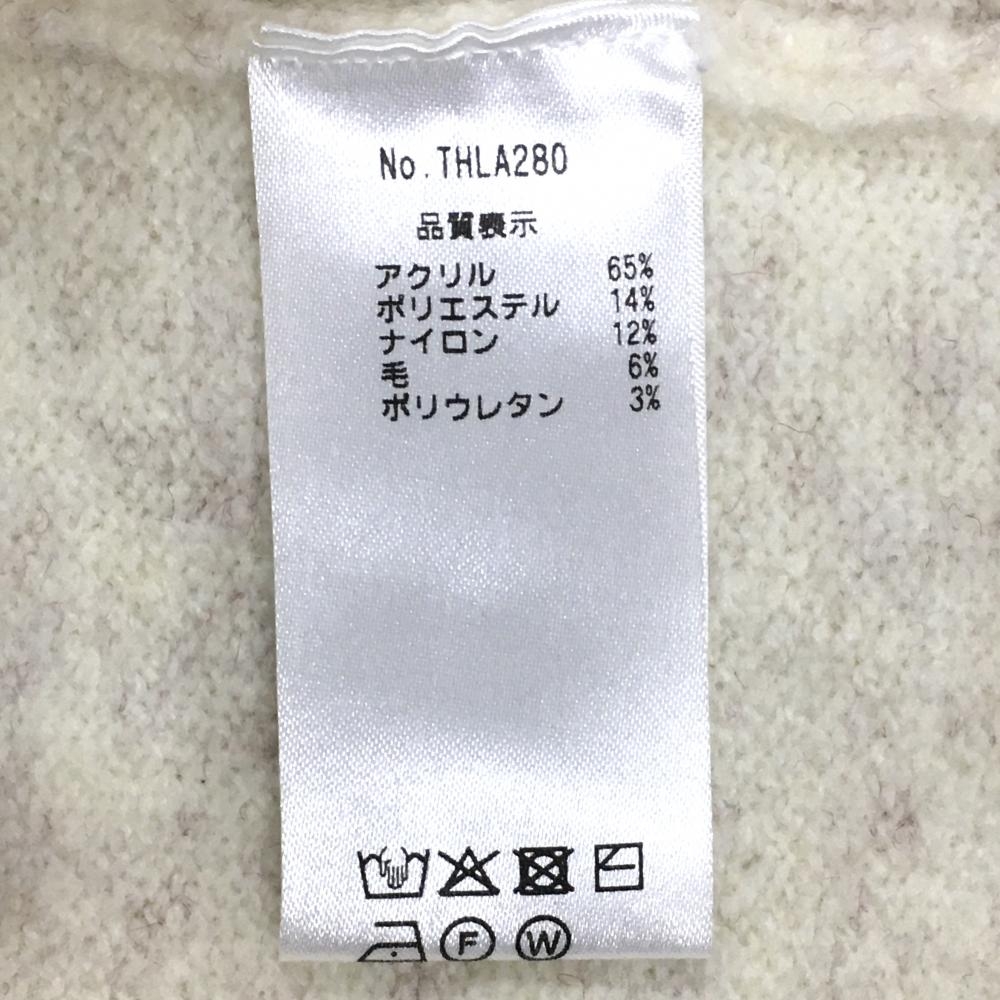 No.THLA280
品質表示
アクリル 65%
ポリエステル 14%
ナイロン 12%
毛 6%
ポリウレタン 3%
F W